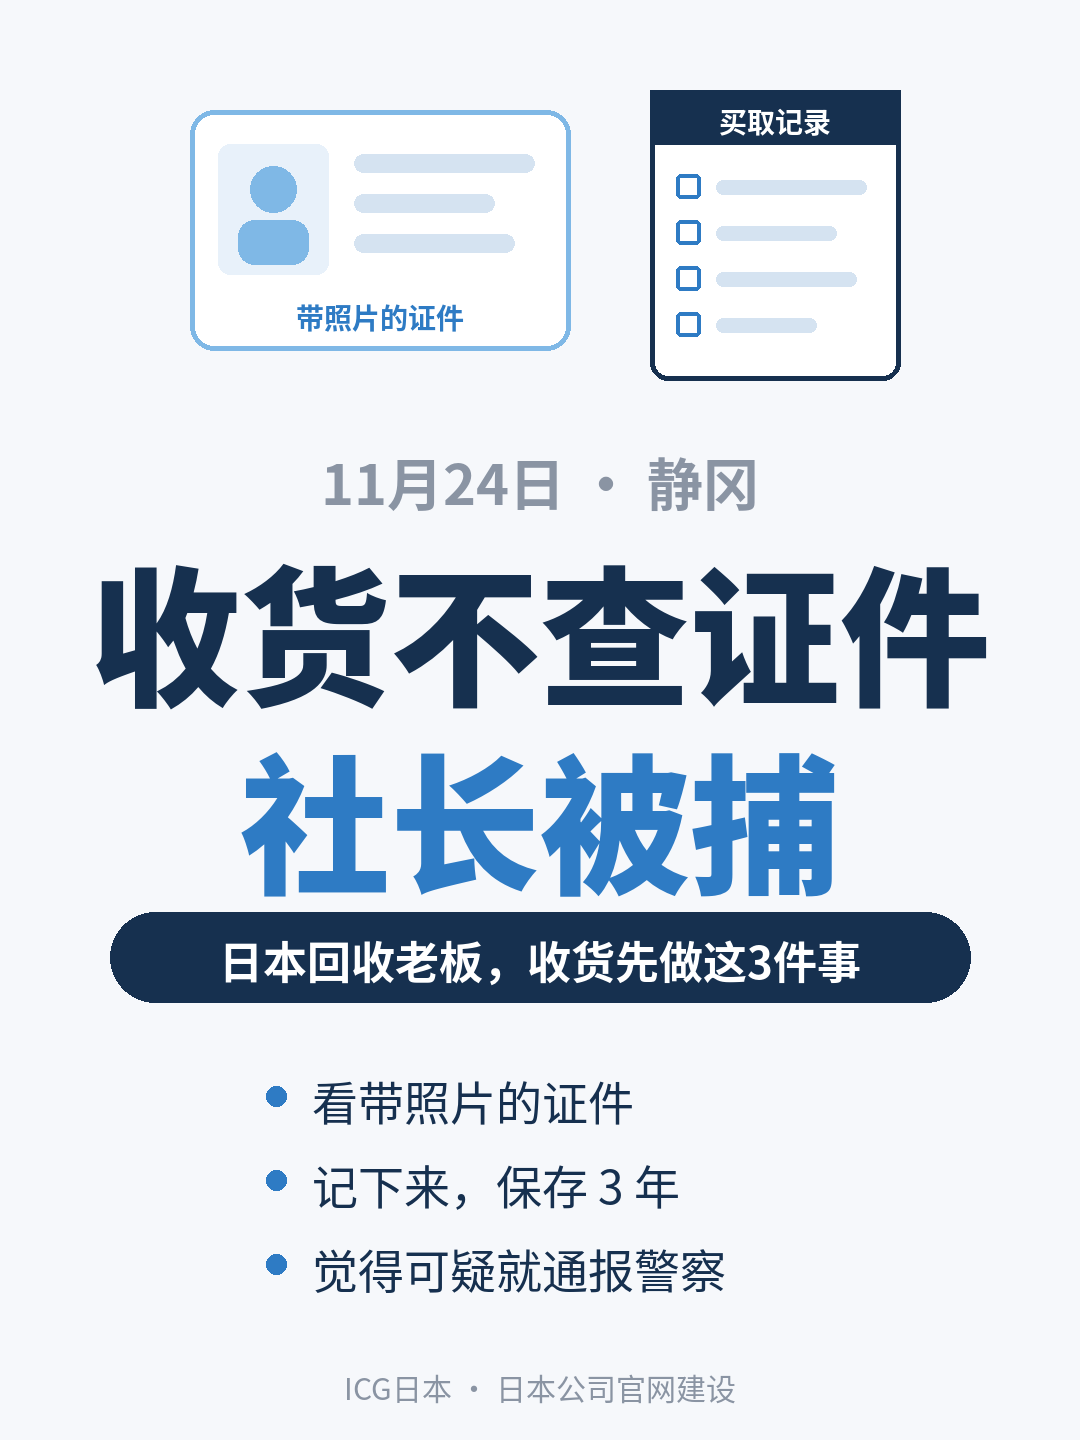 带照片的证件
买取记录
11月24日 · 静冈
收货不查证件
社长被捕
日本回收老板，收货先做这3件事
看带照片的证件
记下来，保存 3 年
觉得可疑就通报警察
ICG日本 · 日本公司官网建设